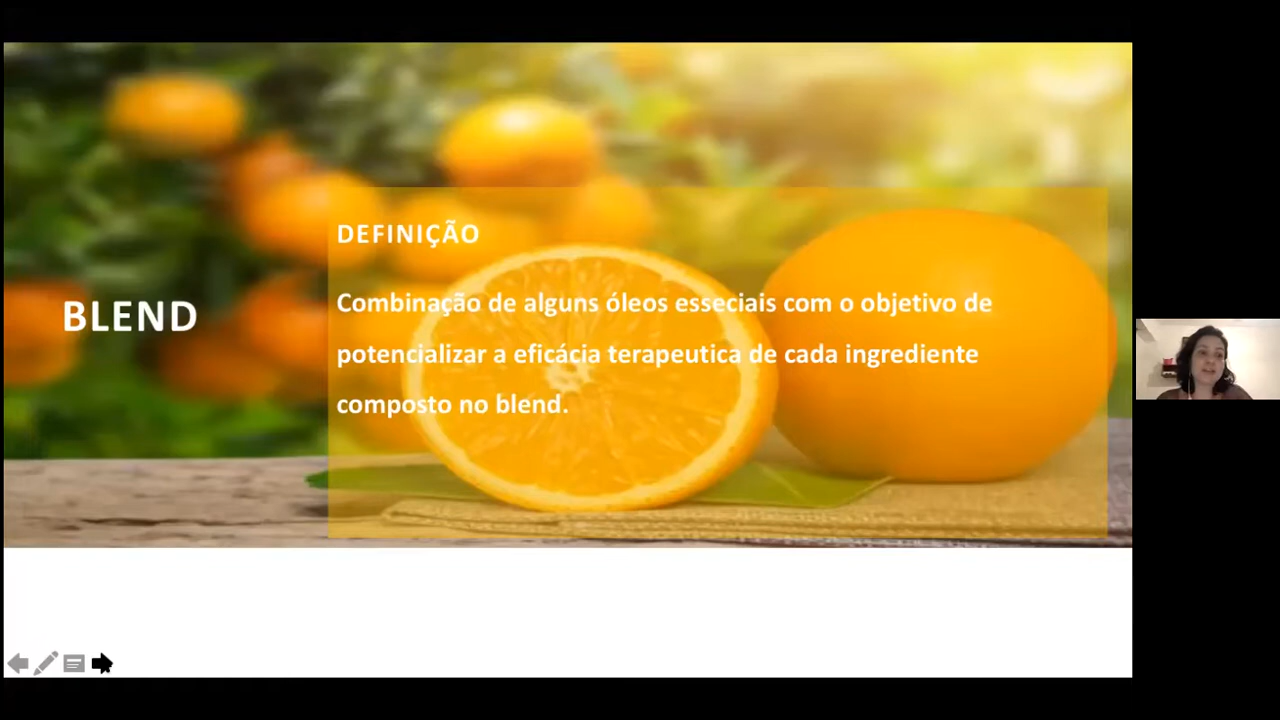 BLEND
DEFINIÇÃO
Combinação de alguns óleos esseciais com o objetivo de
potencializar a eficácia terapeutica de cada ingrediente
composto no blend.